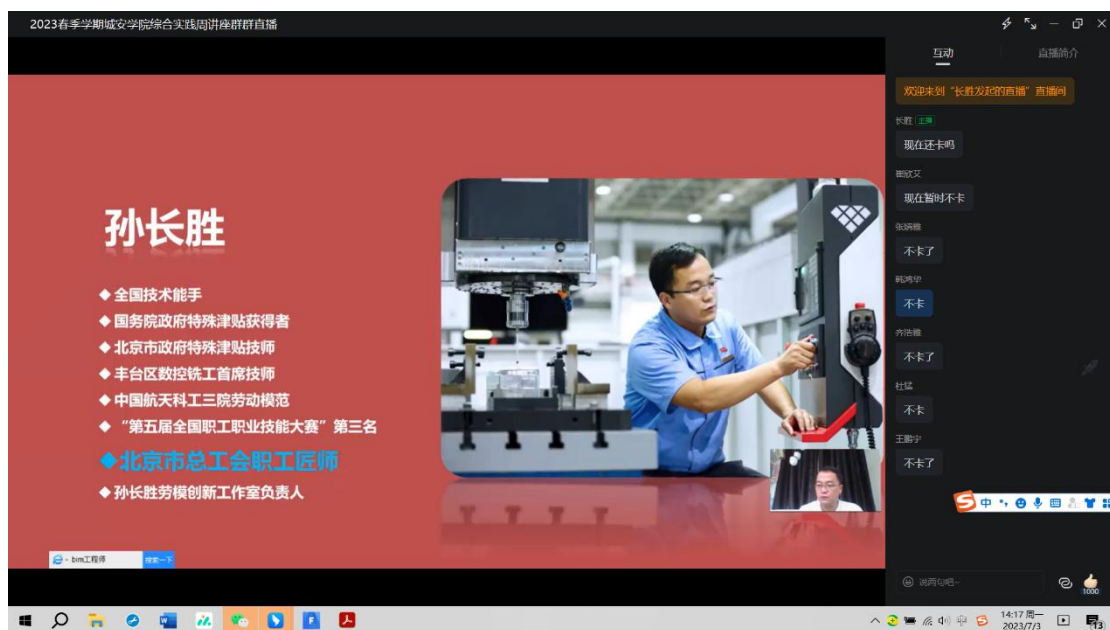 2023春季学期城安学院综合实践周讲座群群直播
互动
直播简介
欢迎来到“长胜发起的直播”直播间
长胜 主播
现在还卡吗
崔欣艾
现在暂时不卡
不卡了
不卡
不卡了
杜猛
不卡
王鹏宇
不卡了
孙长胜
◆全国技术能手
◆国务院政府特殊津贴获得者
◆北京市政府特殊津贴技师
◆丰台区数控铣工首席技师
◆中国航天科工三院劳动模范
◆“第五届全国职工职业技能大赛”第三名
◆北京市总工会职工匠师
◆孙长胜劳模创新工作室负责人
bim工程师
搜索一下
中
说两句吧~
1000
14:17 周一
2023/7/3
13